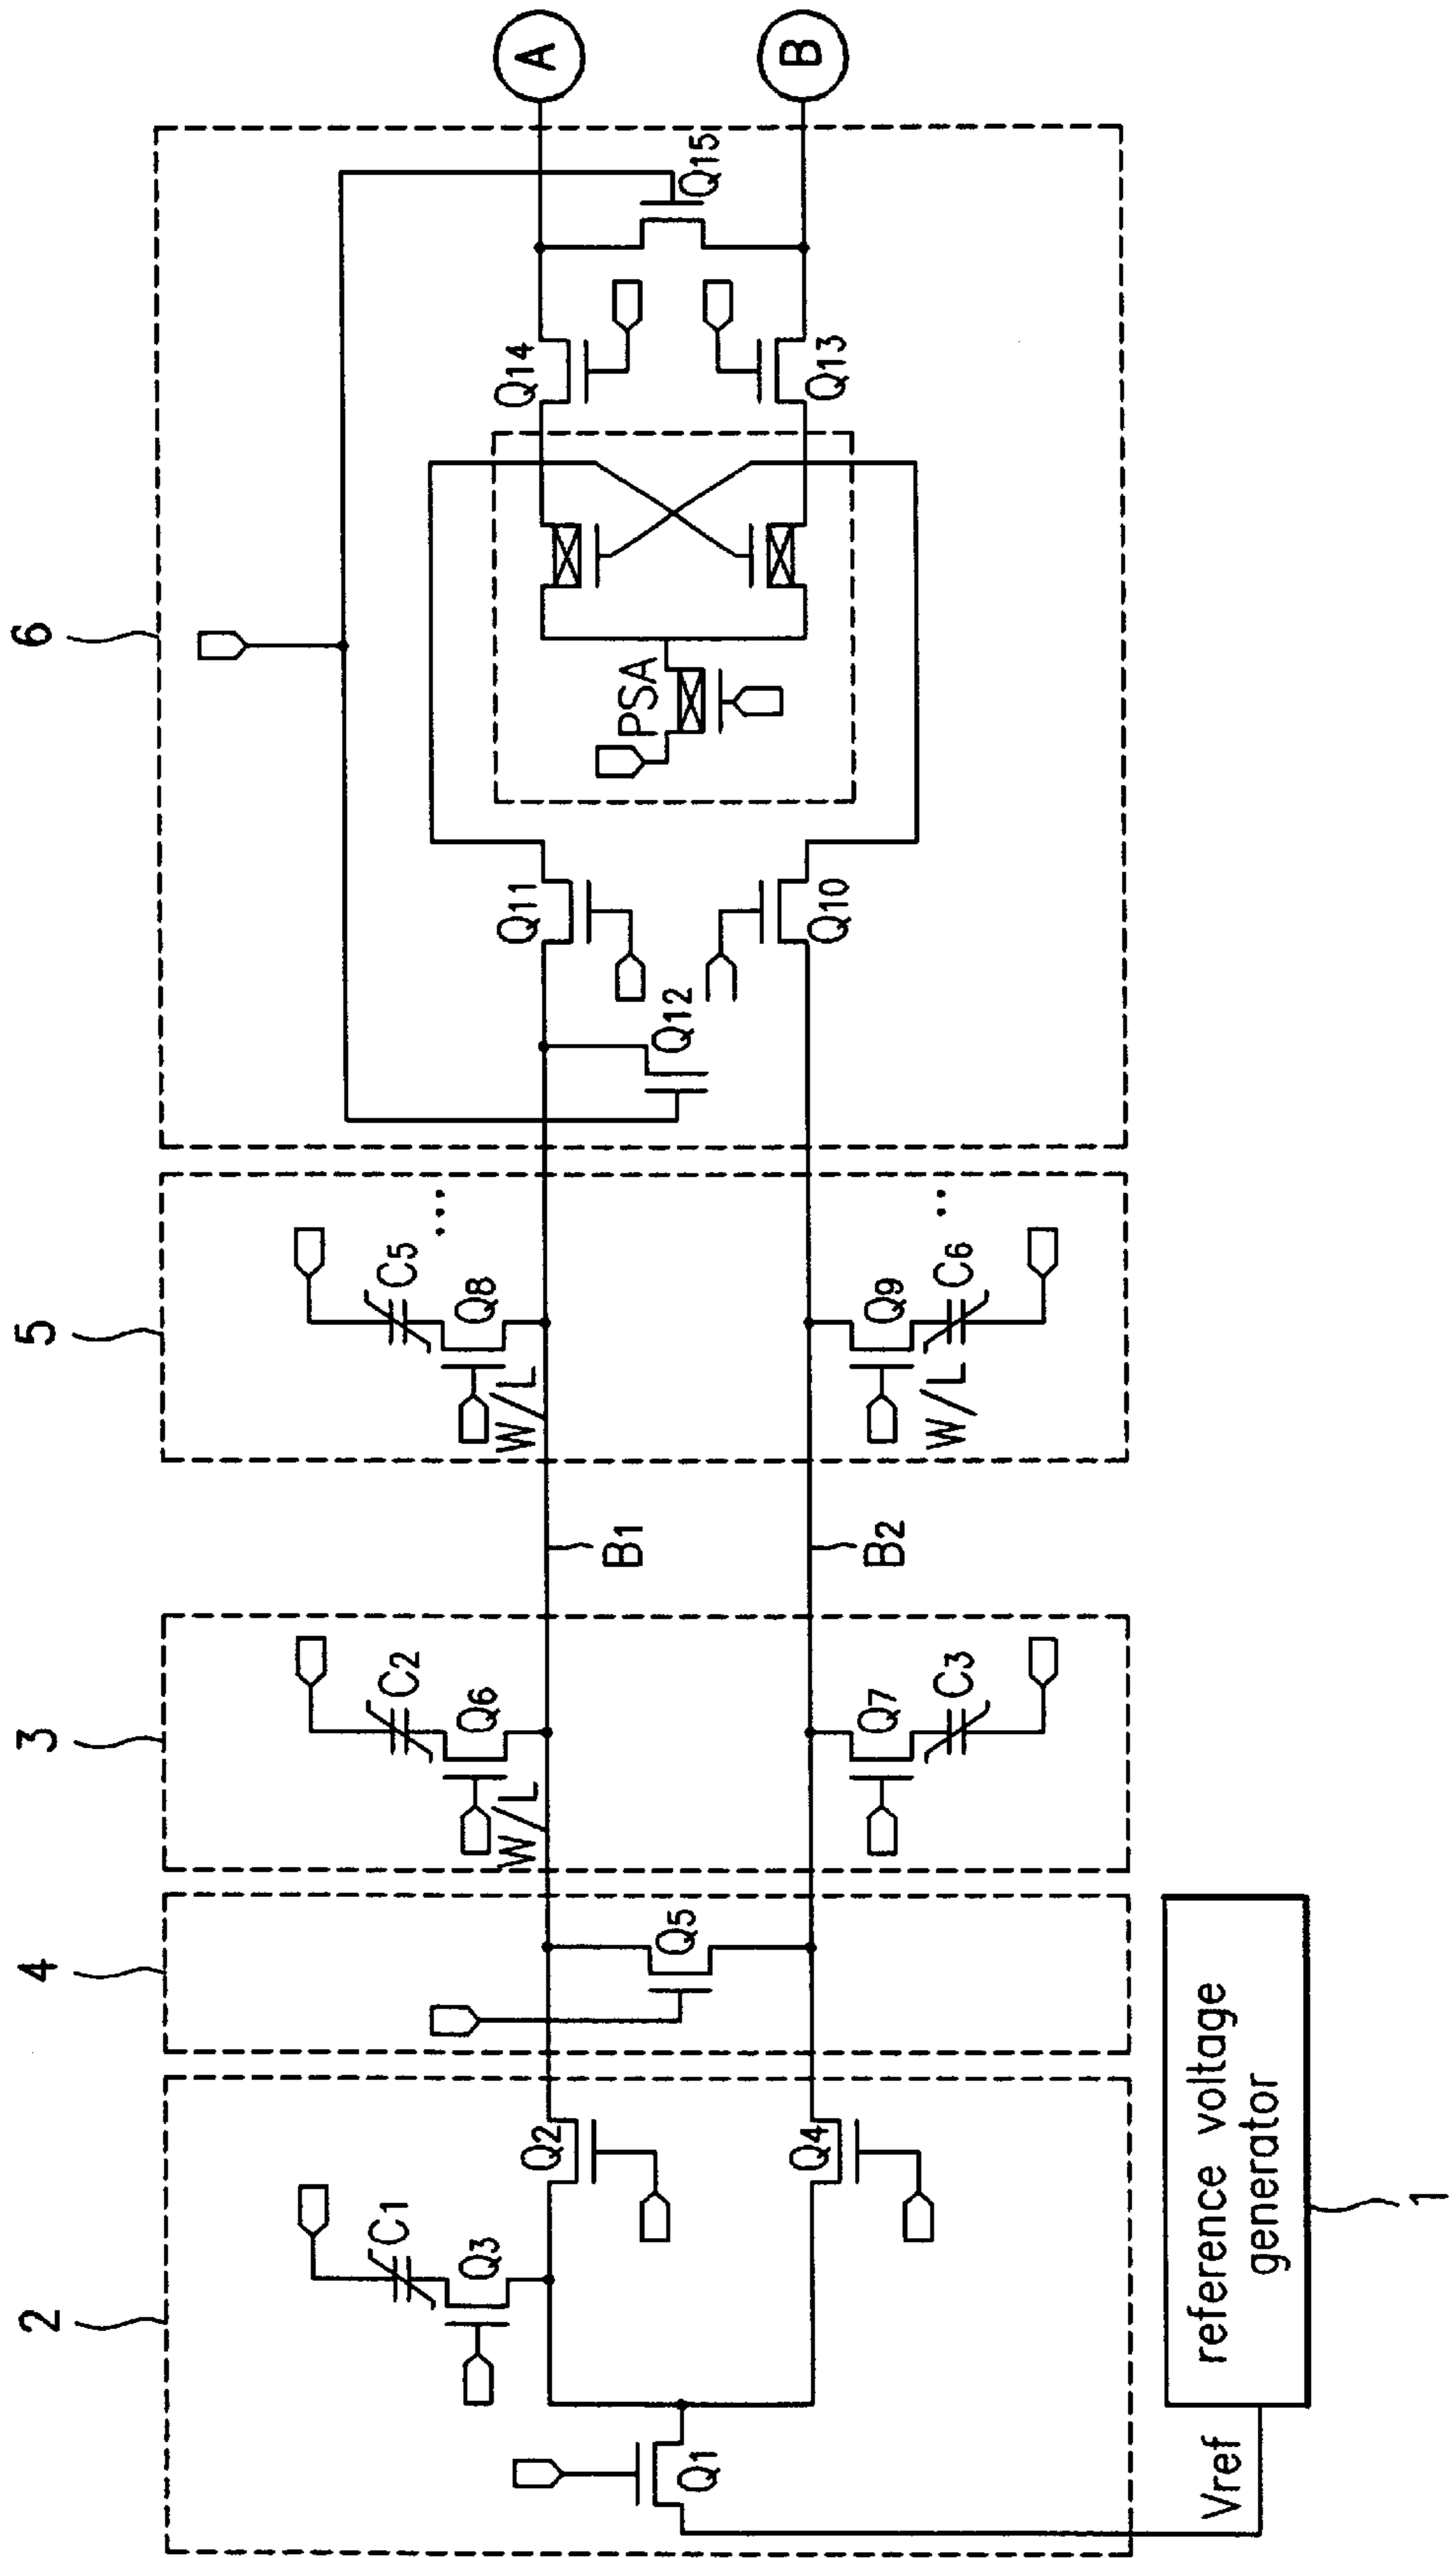 6
A
B
Q15
Q14
Q13
PSA
Q11
Q10
Q12
5
C5
Q8
W/L
Q9
C6
W/L
B1
B2
3
C2
Q6
W/L
Q7
C3
4
Q5
2
C1
Q3
Q2
Q4
Q1
Vref
reference voltage
generator
1